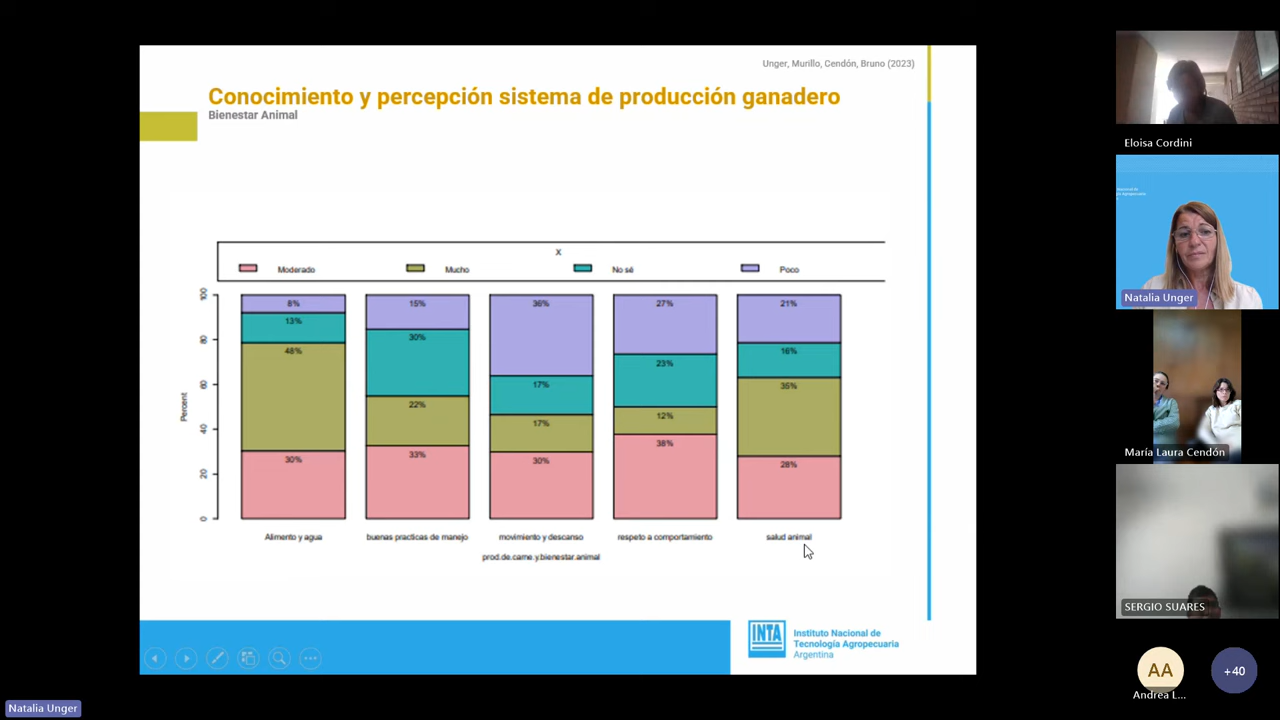 Unger, Murillo, Cendón, Bruno (2023)
Conocimiento y percepción sistema de producción ganadero
Bienestar Animal
X
Moderado Mucho No sé Poco
Percent
100
80
60
40
20
0
8% 15% 36% 27% 21%
13% 30% 17% 23% 16%
48% 22% 17% 12% 35%
30% 33% 30% 38% 28%
Alimento y agua buenas practicas de manejo movimiento y descanso respeto a comportamiento salud animal
prod.de.carne.y.bienestar.animal
INTA
Instituto Nacional de
Tecnología Agropecuaria
Argentina
Natalia Unger
Eloisa Cordini
Natalia Unger
María Laura Cendón
SERGIO SUARES
AA
Andrea L...
+40